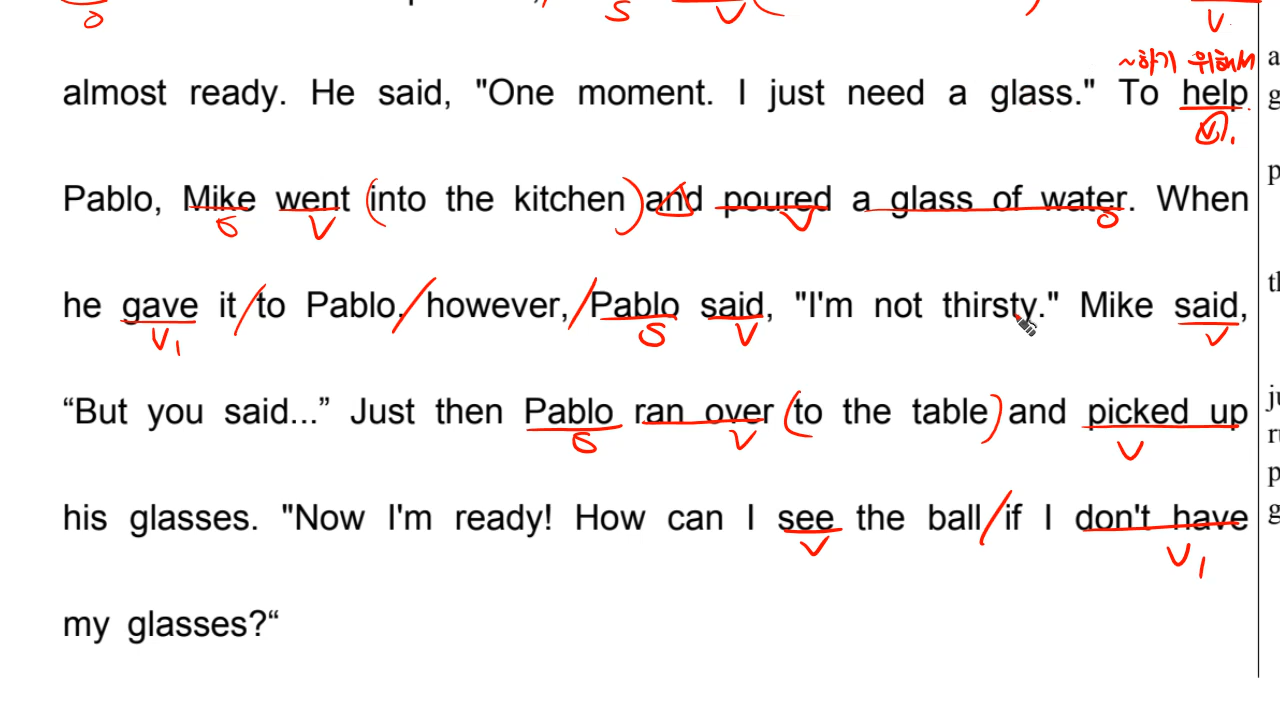 O S V V
~하기 위해서
almost ready. He said, "One moment. I just need a glass." To help
V1.
Pablo, Mike went into the kitchen) and poured a glass of water. When
S V V O
he gave it / to Pablo, / however, / Pablo said, "I'm not thirsty." Mike said,
V1 S V V
“But you said...” Just then Pablo ran over (to the table) and picked up
S V V
his glasses. "Now I'm ready! How can I see the ball / if I don't have
V V1
my glasses?“